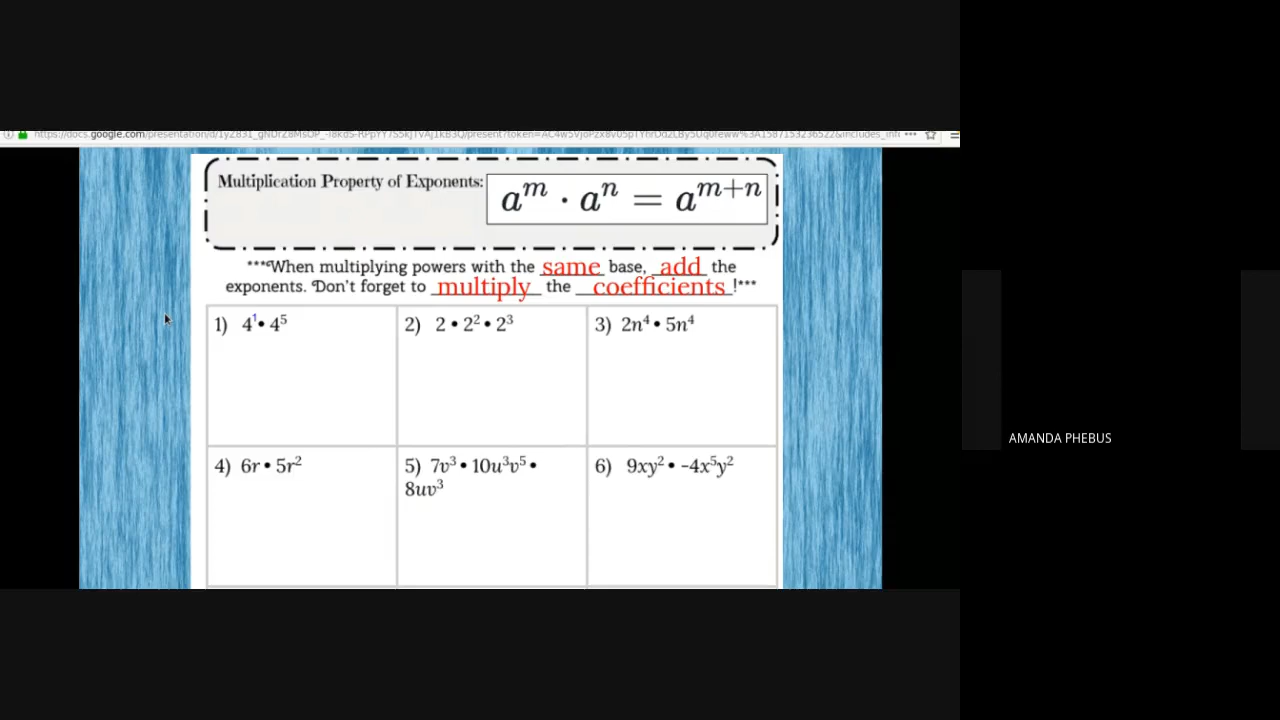 Multiplication Property of Exponents: a^m · a^n = a^{m+n}
***When multiplying powers with the same base, add the
exponents. Don't forget to multiply the coefficients !***
1) 4¹• 4⁵
2) 2 • 2² • 2³
3) 2n⁴ • 5n⁴
4) 6r • 5r²
5) 7v³ • 10u³v⁵ •
8uv³
6) 9xy² • -4x⁵y²
AMANDA PHEBUS